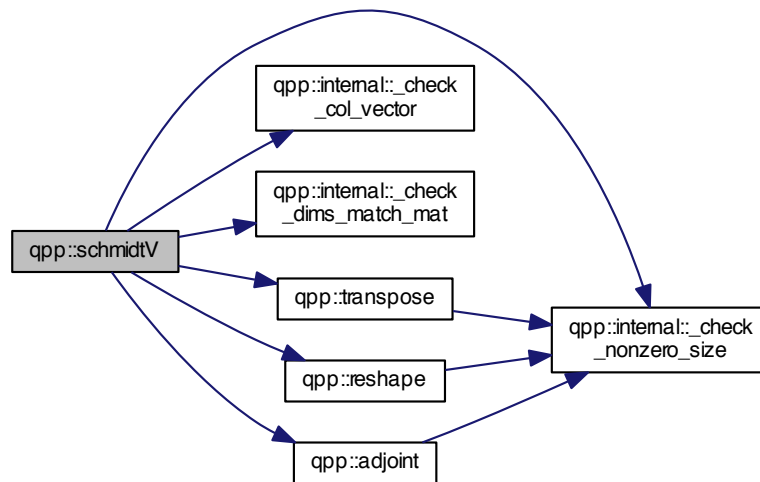 qpp::schmidtV
qpp::internal::_check
_col_vector
qpp::internal::_check
_dims_match_mat
qpp::transpose
qpp::reshape
qpp::adjoint
qpp::internal::_check
_nonzero_size